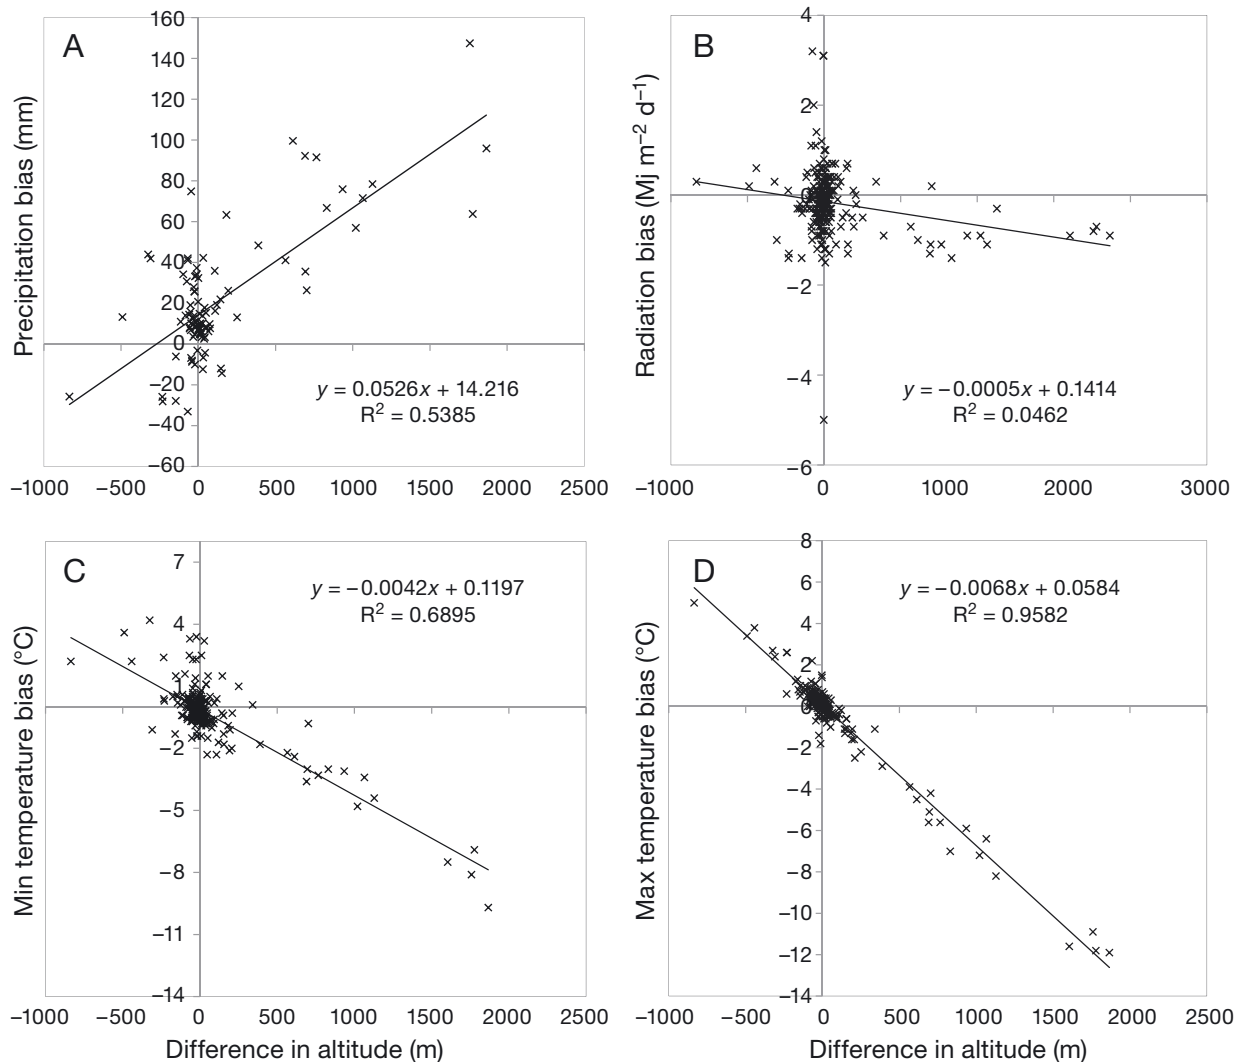 A
Precipitation bias (mm)
160
140
120
100
80
60
40
20
0
−20
−40
−60
−1000 −500 0 500 1000 1500 2000 2500
y = 0.0526x + 14.216
R² = 0.5385
B
Radiation bias (Mj m⁻² d⁻¹)
4
2
0
−2
−4
−6
−1000 0 1000 2000 3000
y = −0.0005x + 0.1414
R² = 0.0462
C
Min temperature bias (°C)
7
4
1
−2
−5
−8
−11
−14
−1000 −500 0 500 1000 1500 2000 2500
y = −0.0042x + 0.1197
R² = 0.6895
Difference in altitude (m)
D
Max temperature bias (°C)
8
6
4
2
0
−2
−4
−6
−8
−10
−12
−14
−1000 −500 0 500 1000 1500 2000 2500
y = −0.0068x + 0.0584
R² = 0.9582
Difference in altitude (m)